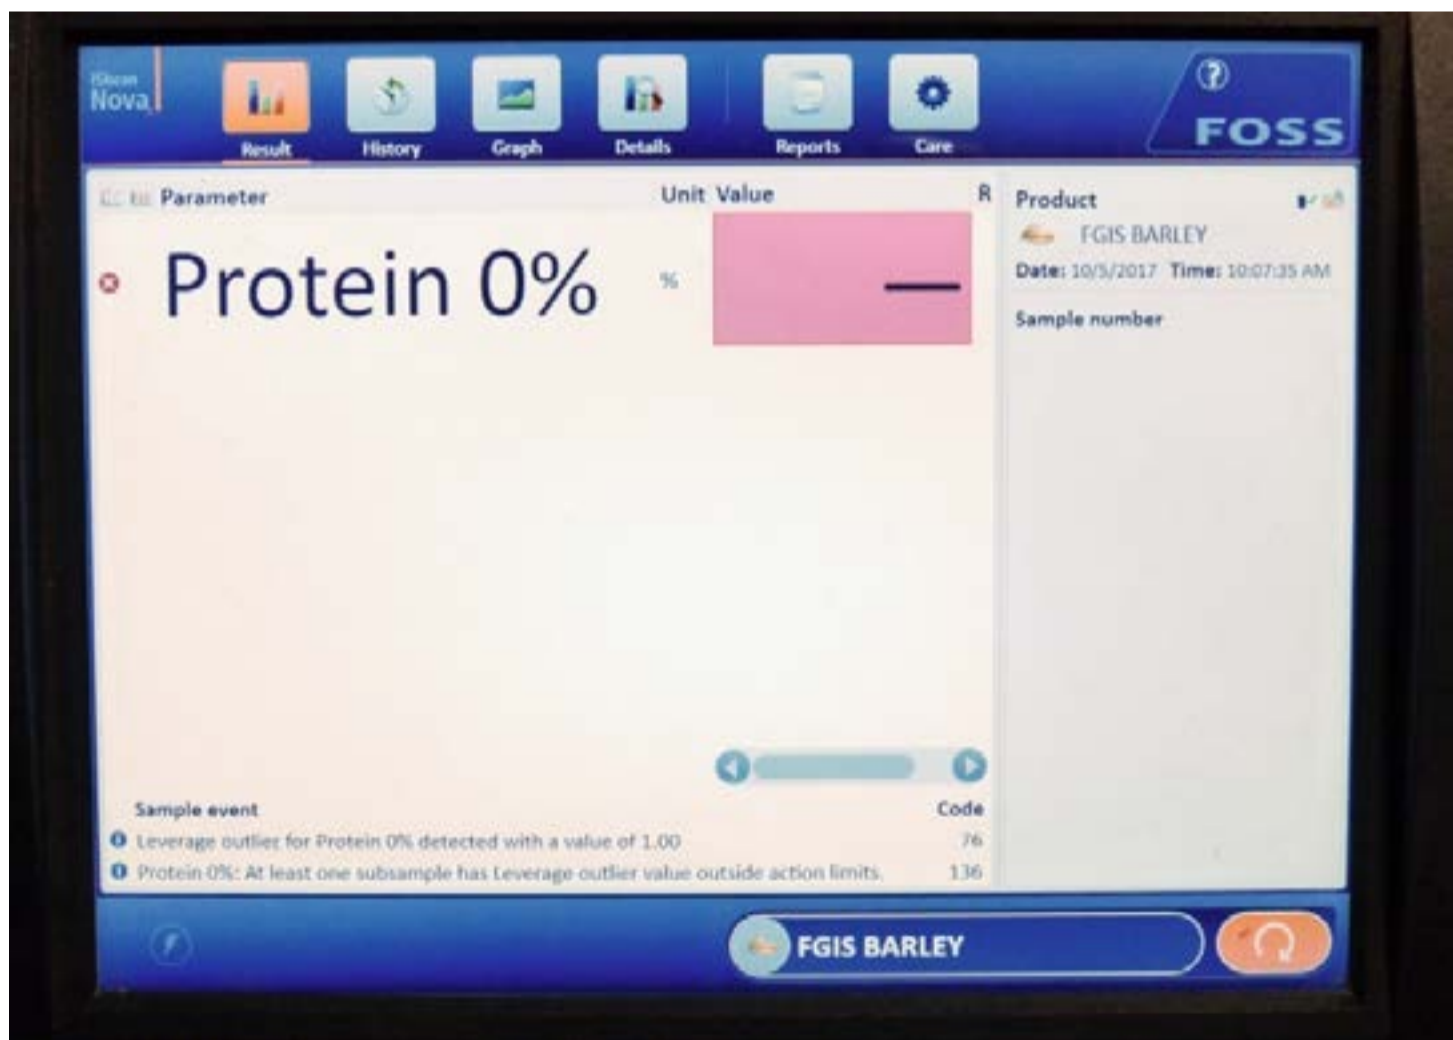 Nova
FOSS
Result History Graph Details Reports Care
Parameter Unit Value R
Protein 0% % —
Product
FGIS BARLEY
Date: 10/5/2017 Time: 10:07:35 AM
Sample number
Sample event Code
Leverage outlier for Protein 0% detected with a value of 1.00 76
Protein 0%: At least one subsample has Leverage outlier value outside action limits. 136
FGIS BARLEY